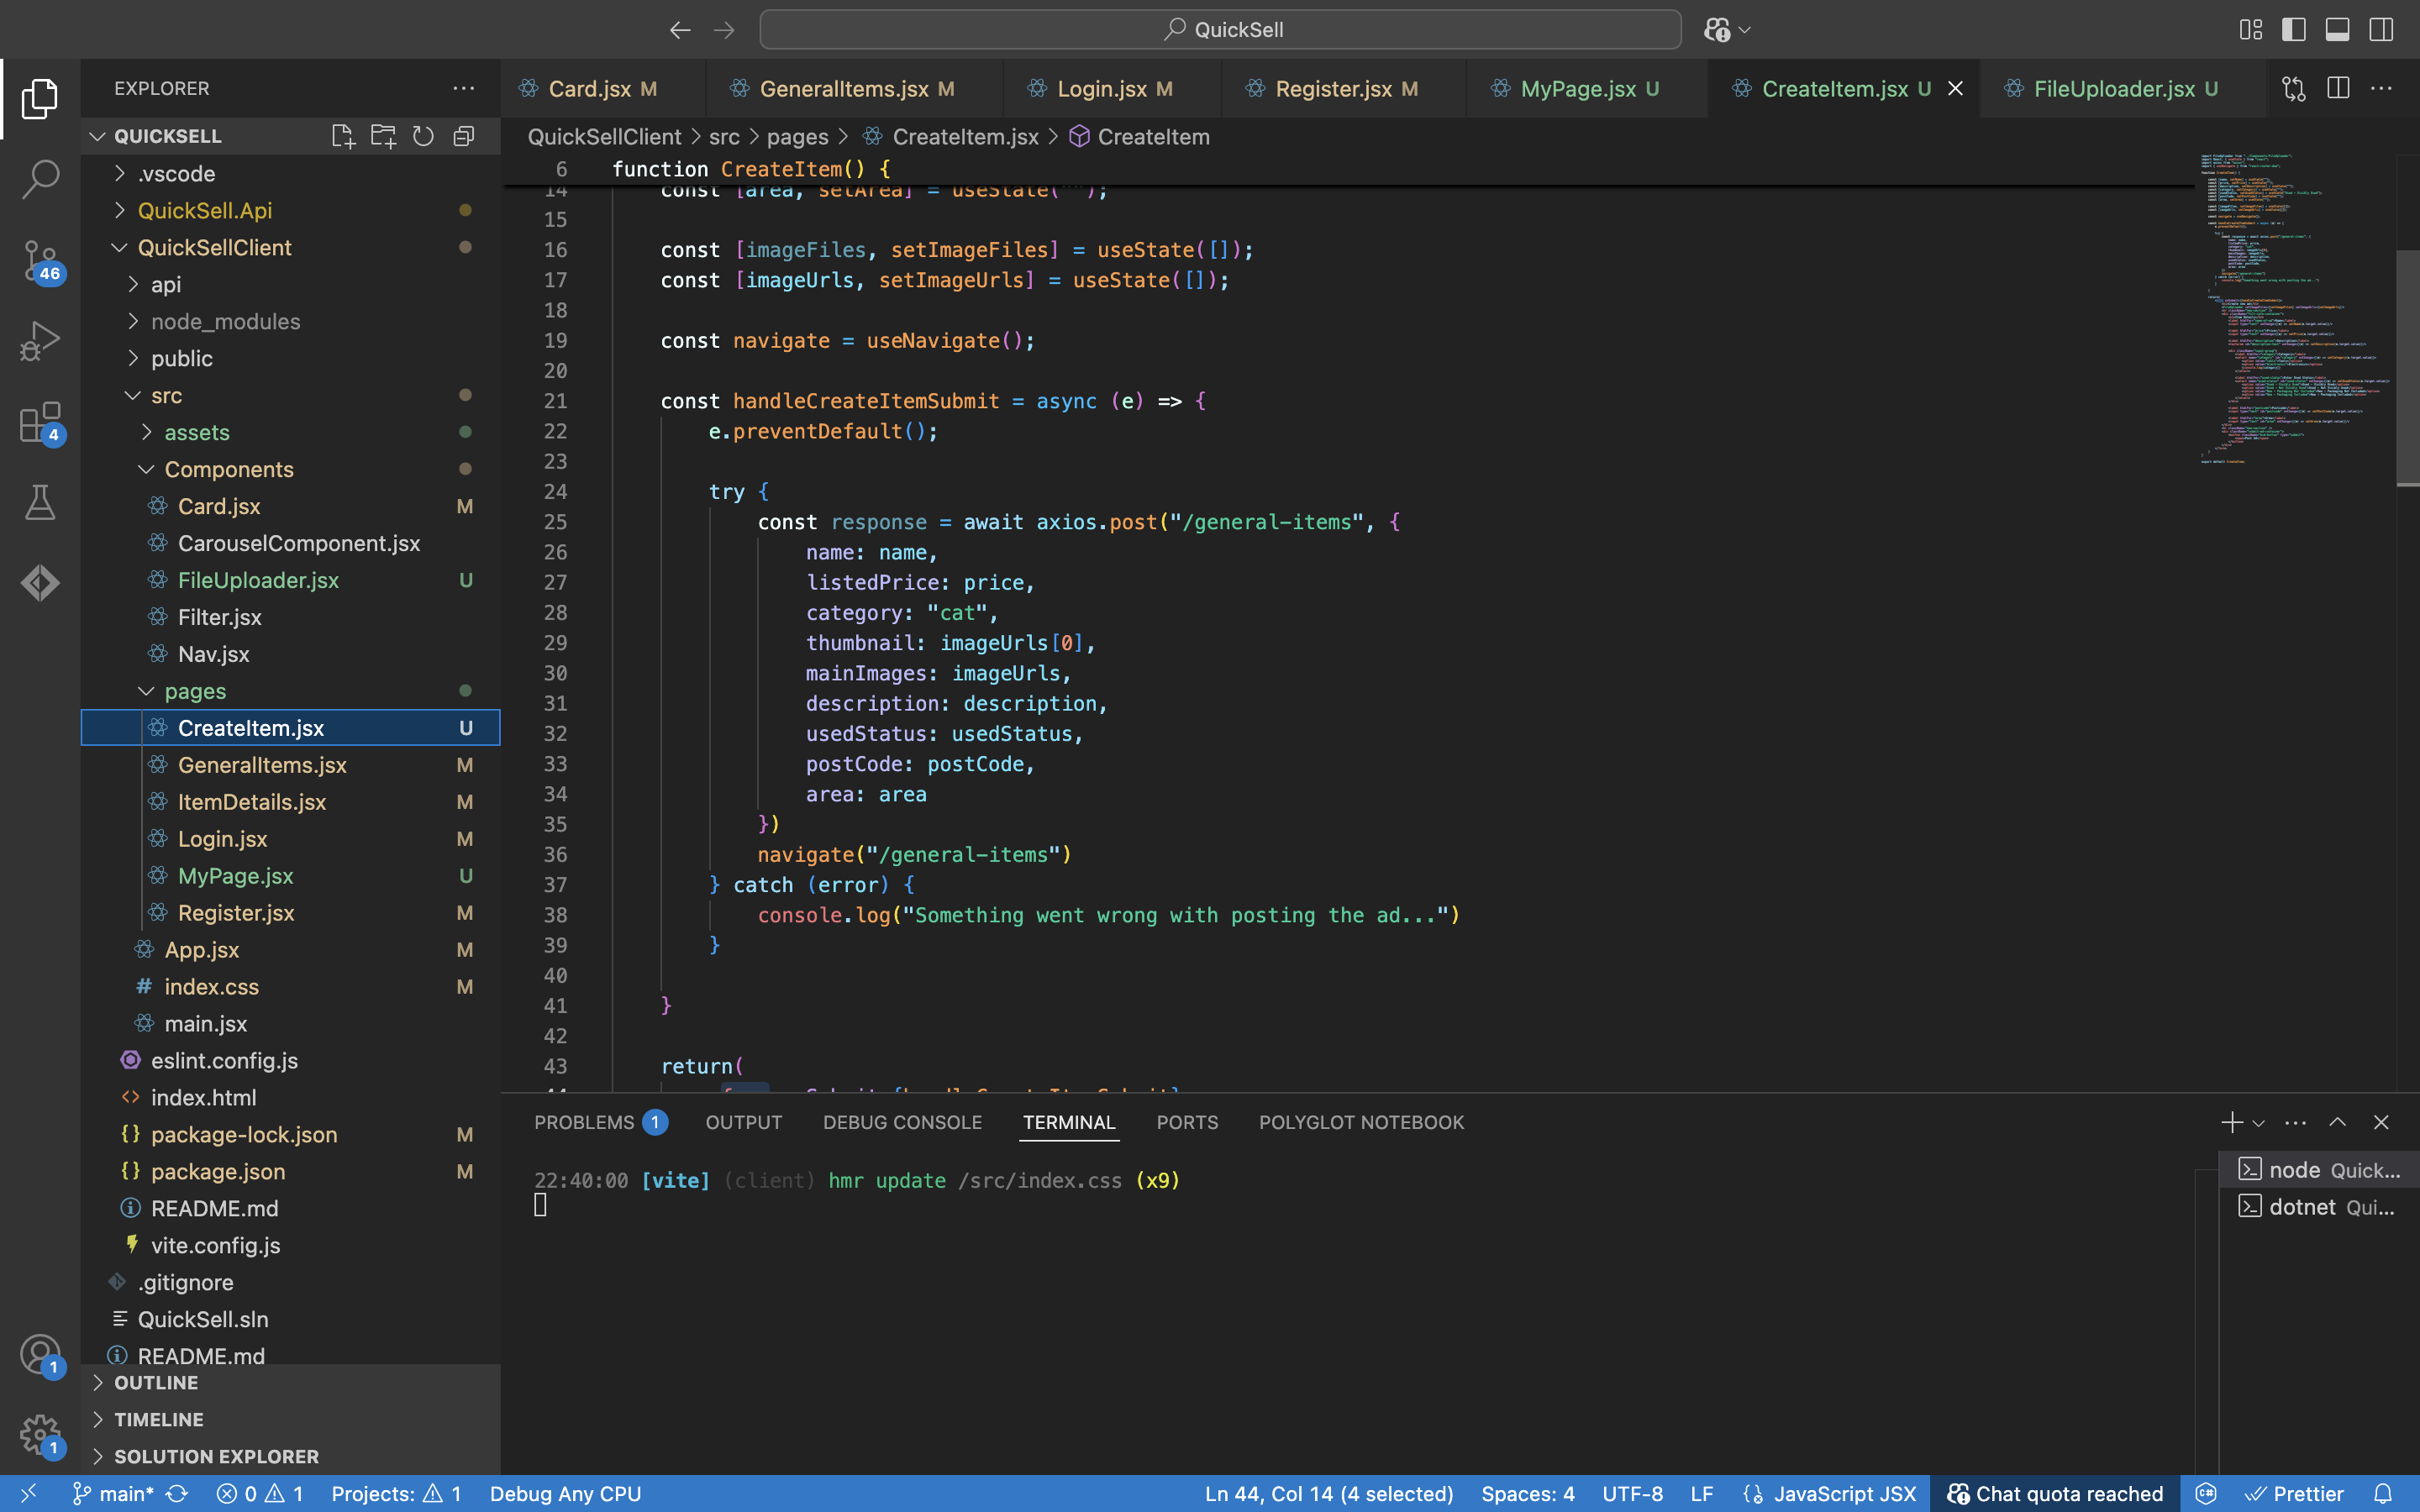 QuickSell
EXPLORER
QUICKSELL
.vscode
QuickSell.Api
QuickSellClient
api
node_modules
public
src
assets
Components
Card.jsx M
CarouselComponent.jsx
FileUploader.jsx U
Filter.jsx
Nav.jsx
pages
CreateItem.jsx U
GeneralItems.jsx M
ItemDetails.jsx M
Login.jsx M
MyPage.jsx U
Register.jsx M
App.jsx M
# index.css M
main.jsx
eslint.config.js
<> index.html
{} package-lock.json M
{} package.json M
README.md
vite.config.js
.gitignore
QuickSell.sln
README.md
OUTLINE
TIMELINE
SOLUTION EXPLORER
46
4
1
1
Card.jsx M GeneralItems.jsx M Login.jsx M Register.jsx M MyPage.jsx U CreateItem.jsx U FileUploader.jsx U
QuickSellClient > src > pages > CreateItem.jsx > CreateItem
6 function CreateItem() {
14 const [area, setArea] = useState("");
15
16 const [imageFiles, setImageFiles] = useState([]);
17 const [imageUrls, setImageUrls] = useState([]);
18
19 const navigate = useNavigate();
20
21 const handleCreateItemSubmit = async (e) => {
22 e.preventDefault();
23
24 try {
25 const response = await axios.post("/general-items", {
26 name: name,
27 listedPrice: price,
28 category: "cat",
29 thumbnail: imageUrls[0],
30 mainImages: imageUrls,
31 description: description,
32 usedStatus: usedStatus,
33 postCode: postCode,
34 area: area
35 })
36 navigate("/general-items")
37 } catch (error) {
38 console.log("Something went wrong with posting the ad...")
39 }
40
41 }
42
43 return(
PROBLEMS 1 OUTPUT DEBUG CONSOLE TERMINAL PORTS POLYGLOT NOTEBOOK
22:40:00 [vite] (client) hmr update /src/index.css (x9)
node Quick...
dotnet Qui...
main* 0 1 Projects: 1 Debug Any CPU Ln 44, Col 14 (4 selected) Spaces: 4 UTF-8 LF JavaScript JSX Chat quota reached Prettier